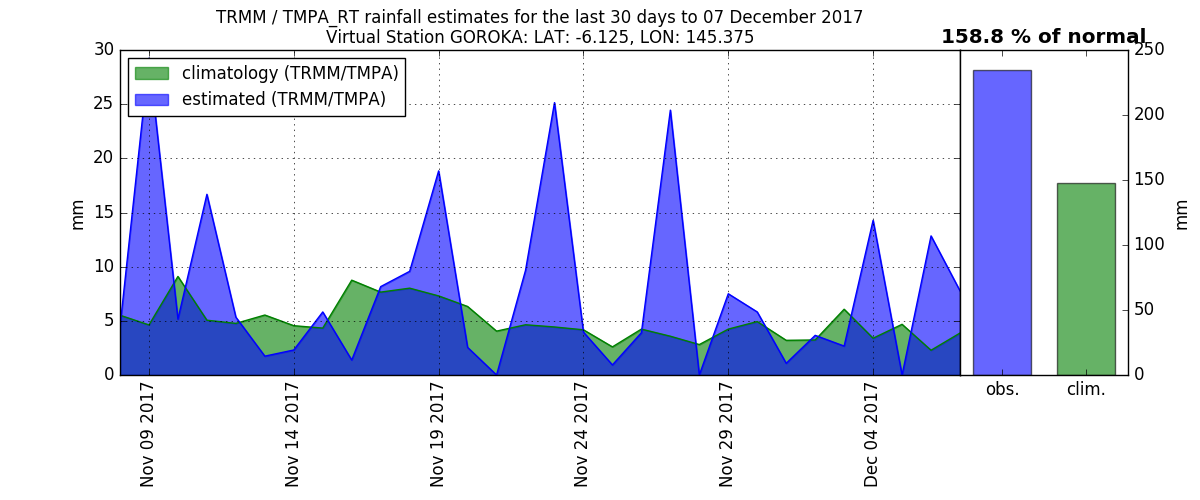 TRMM / TMPA_RT rainfall estimates for the last 30 days to 07 December 2017
Virtual Station GOROKA: LAT: -6.125, LON: 145.375
158.8 % of normal
climatology (TRMM/TMPA)
estimated (TRMM/TMPA)
30
25
20
15
10
5
0
mm
250
200
150
100
50
0
mm
Nov 09 2017
Nov 14 2017
Nov 19 2017
Nov 24 2017
Nov 29 2017
Dec 04 2017
obs.
clim.